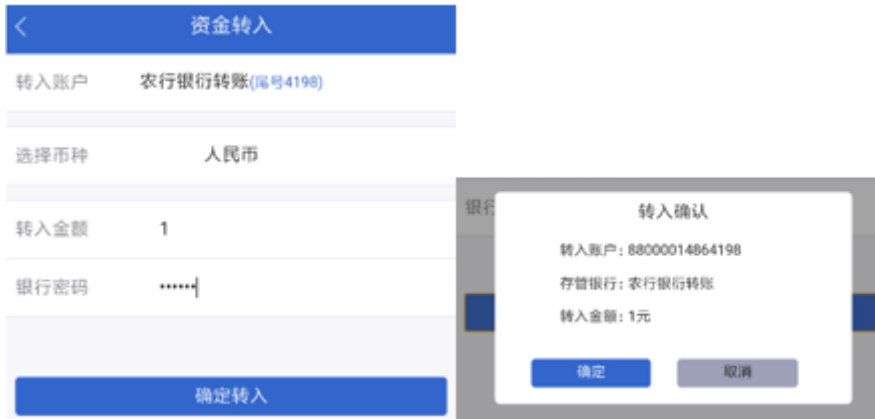 资金转入
转入账户 农行银衍转账(尾号4198)
选择币种 人民币
转入金额 1
银行密码 ••••••
确定转入
银行
转入确认
转入账户: 88000014864198
存管银行: 农行银衍转账
转入金额: 1元
确定 取消